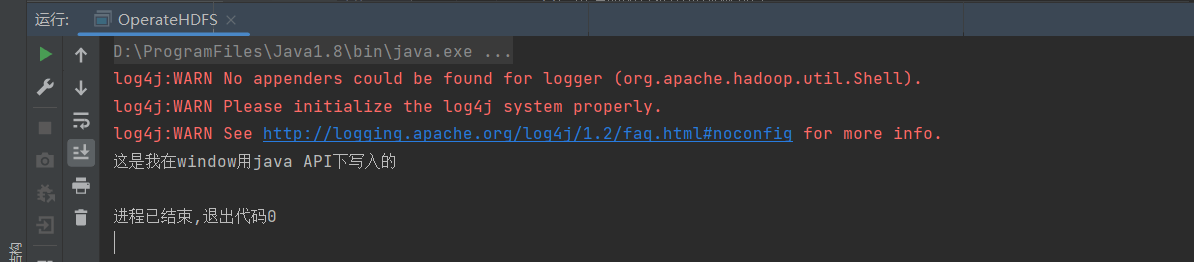 运行: OperateHDFS ×
D:\ProgramFiles\Java1.8\bin\java.exe ...
log4j:WARN No appenders could be found for logger (org.apache.hadoop.util.Shell).
log4j:WARN Please initialize the log4j system properly.
log4j:WARN See http://logging.apache.org/log4j/1.2/faq.html#noconfig for more info.
这是我在window用java API下写入的
进程已结束,退出代码0